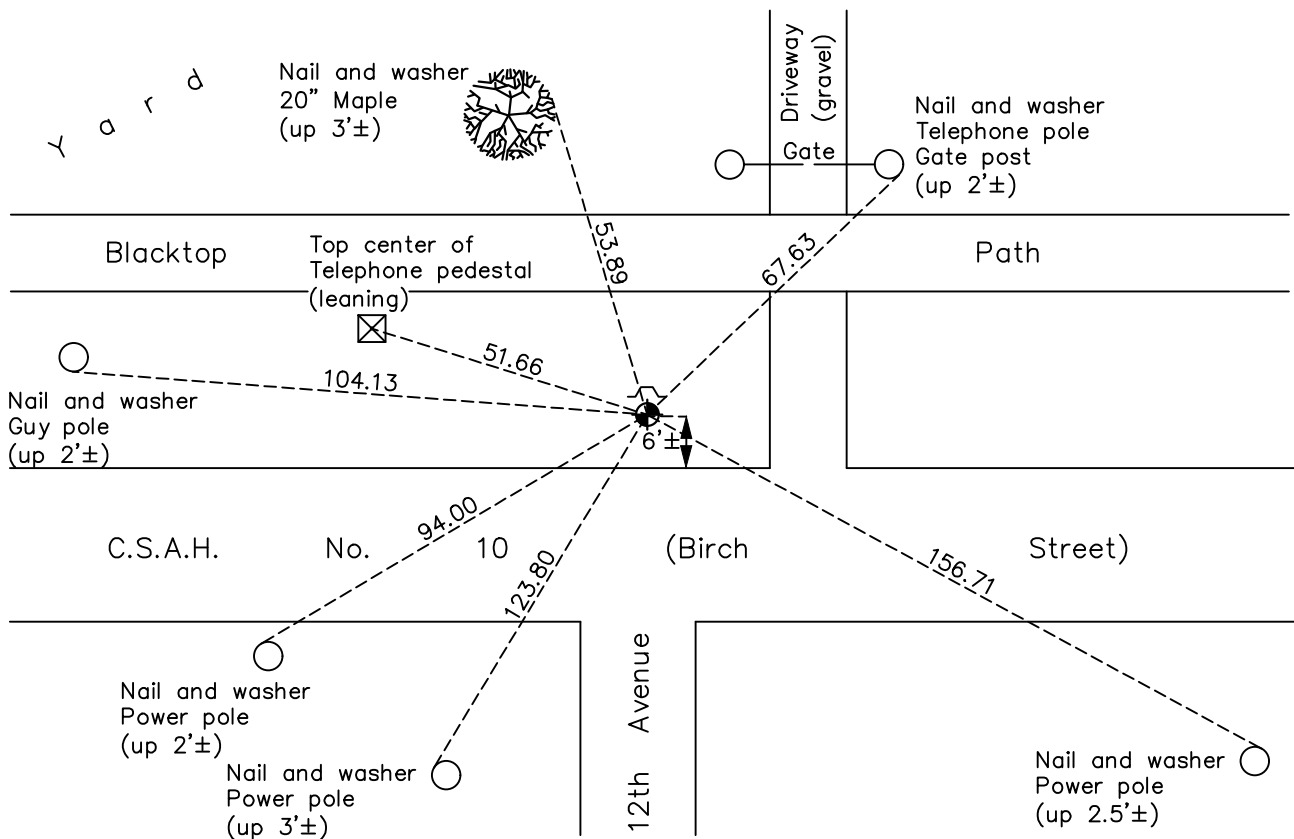 Yard
Nail and washer
20" Maple
(up 3'±)
Driveway
(gravel)
Gate
Nail and washer
Telephone pole
Gate post
(up 2'±)
Blacktop
Path
Top center of
Telephone pedestal
(leaning)
53.89
67.63
51.66
104.13
Nail and washer
Guy pole
(up 2'±)
6'±
94.00
123.80
156.71
C.S.A.H. No. 10 (Birch Street)
Nail and washer
Power pole
(up 2'±)
Nail and washer
Power pole
(up 3'±)
12th Avenue
Nail and washer
Power pole
(up 2.5'±)